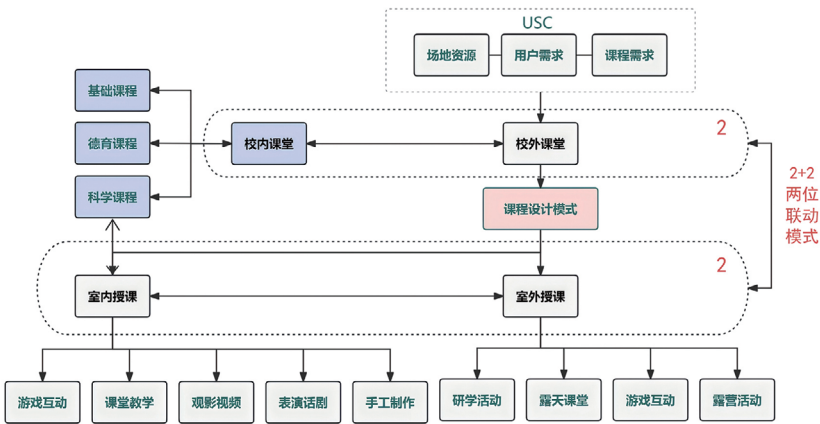 USC
场地资源
用户需求
课程需求
基础课程
德育课程
科学课程
校内课堂
校外课堂
2
课程设计模式
2+2
两位
联动
模式
2
室内授课
室外授课
游戏互动
课堂教学
观影视频
表演话剧
手工制作
研学活动
露天课堂
游戏互动
露营活动